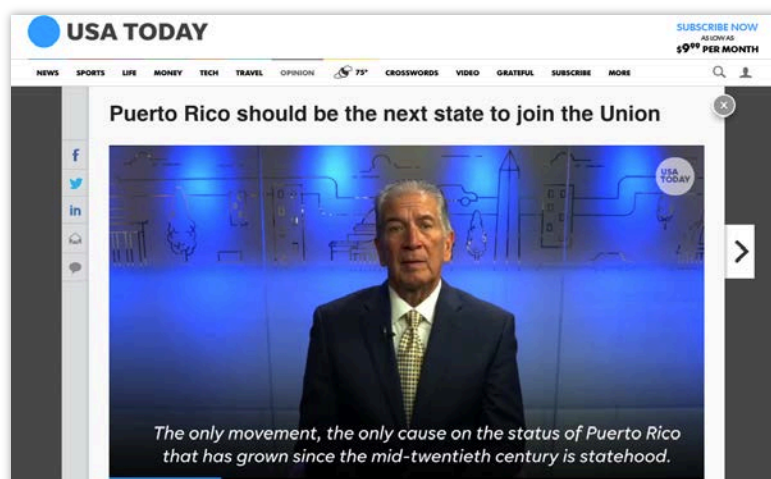 USA TODAY
SUBSCRIBE NOW
AS LOW AS
$9⁹⁹ PER MONTH
NEWS SPORTS LIFE MONEY TECH TRAVEL OPINION 75° CROSSWORDS VIDEO GRATEFUL SUBSCRIBE MORE
Puerto Rico should be the next state to join the Union
USA
TODAY
The only movement, the only cause on the status of Puerto Rico
that has grown since the mid-twentieth century is statehood.